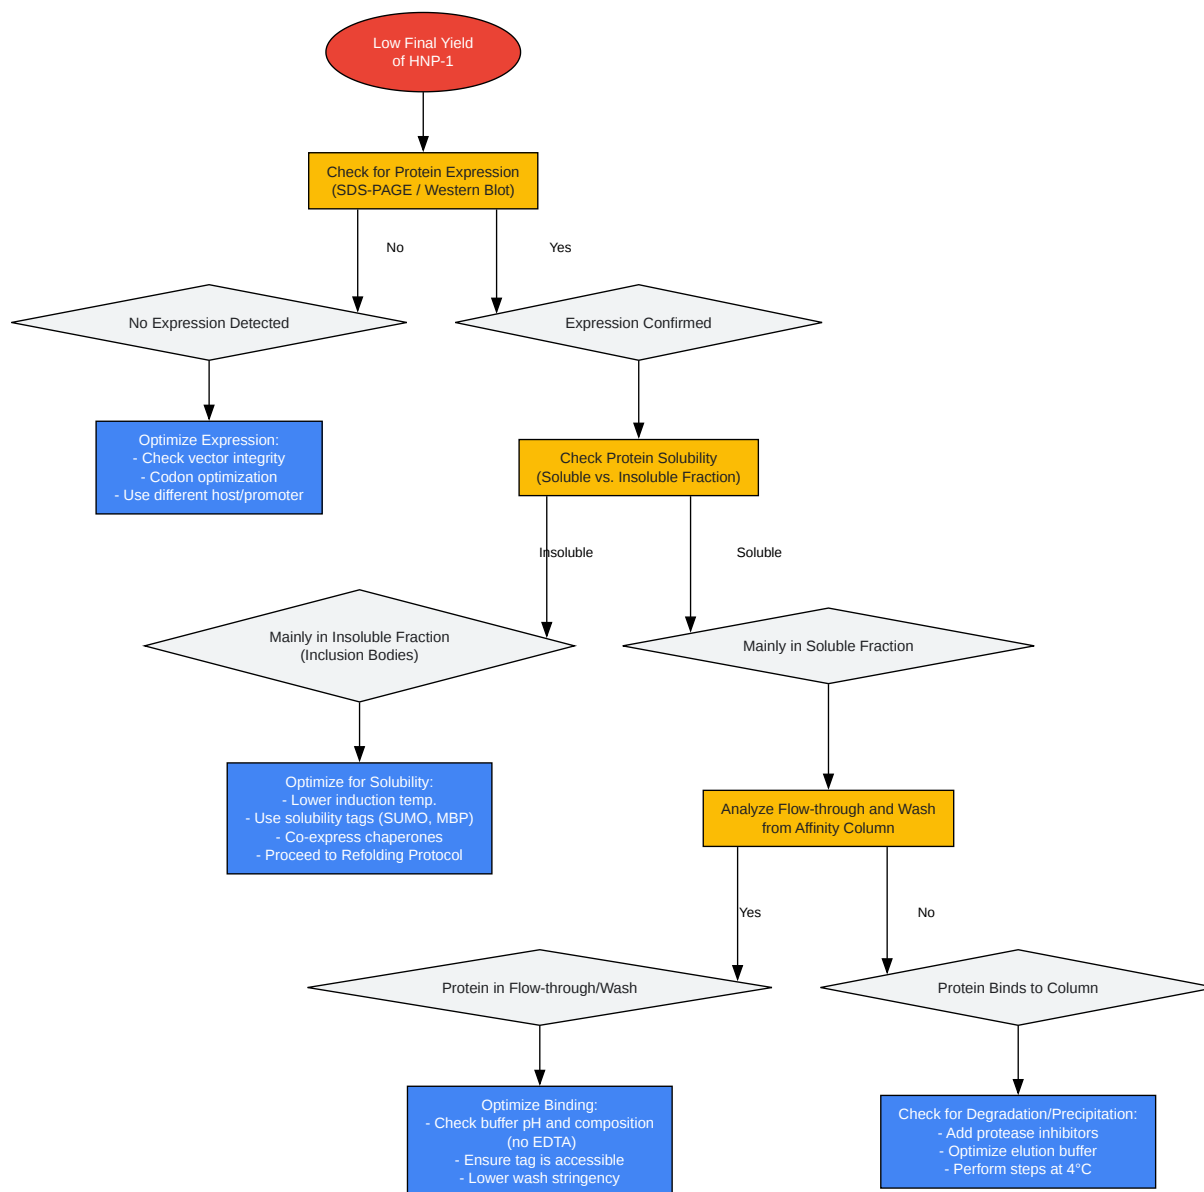 Low Final Yield
of HNP-1
Check for Protein Expression
(SDS-PAGE / Western Blot)
No
Yes
No Expression Detected
Expression Confirmed
Optimize Expression:
- Check vector integrity
- Codon optimization
- Use different host/promoter
Check Protein Solubility
(Soluble vs. Insoluble Fraction)
Insoluble
Soluble
Mainly in Insoluble Fraction
(Inclusion Bodies)
Mainly in Soluble Fraction
Optimize for Solubility:
- Lower induction temp.
- Use solubility tags (SUMO, MBP)
- Co-express chaperones
- Proceed to Refolding Protocol
Analyze Flow-through and Wash
from Affinity Column
Yes
No
Protein in Flow-through/Wash
Protein Binds to Column
Optimize Binding:
- Check buffer pH and composition
(no EDTA)
- Ensure tag is accessible
- Lower wash stringency
Check for Degradation/Precipitation:
- Add protease inhibitors
- Optimize elution buffer
- Perform steps at 4°C